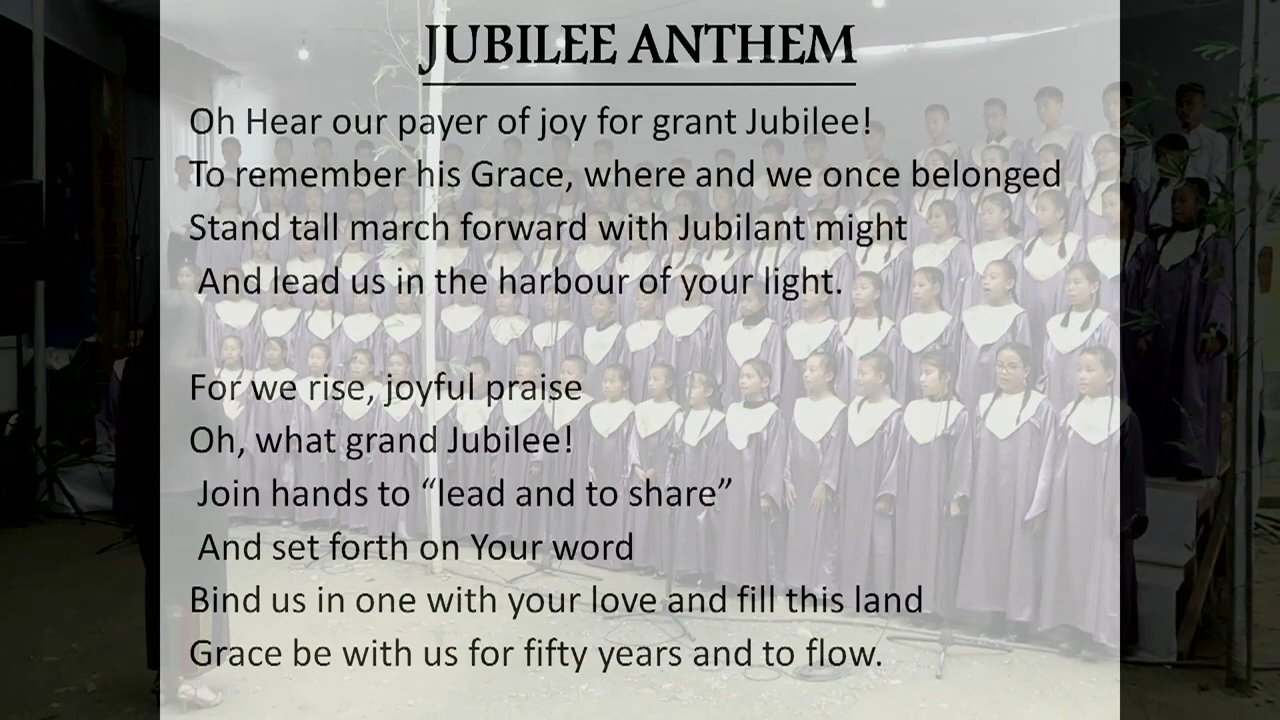 JUBILEE ANTHEM
Oh Hear our payer of joy for grant Jubilee!
To remember his Grace, where and we once belonged
Stand tall march forward with Jubilant might
And lead us in the harbour of your light.
For we rise, joyful praise
Oh, what grand Jubilee!
Join hands to “lead and to share”
And set forth on Your word
Bind us in one with your love and fill this land
Grace be with us for fifty years and to flow.